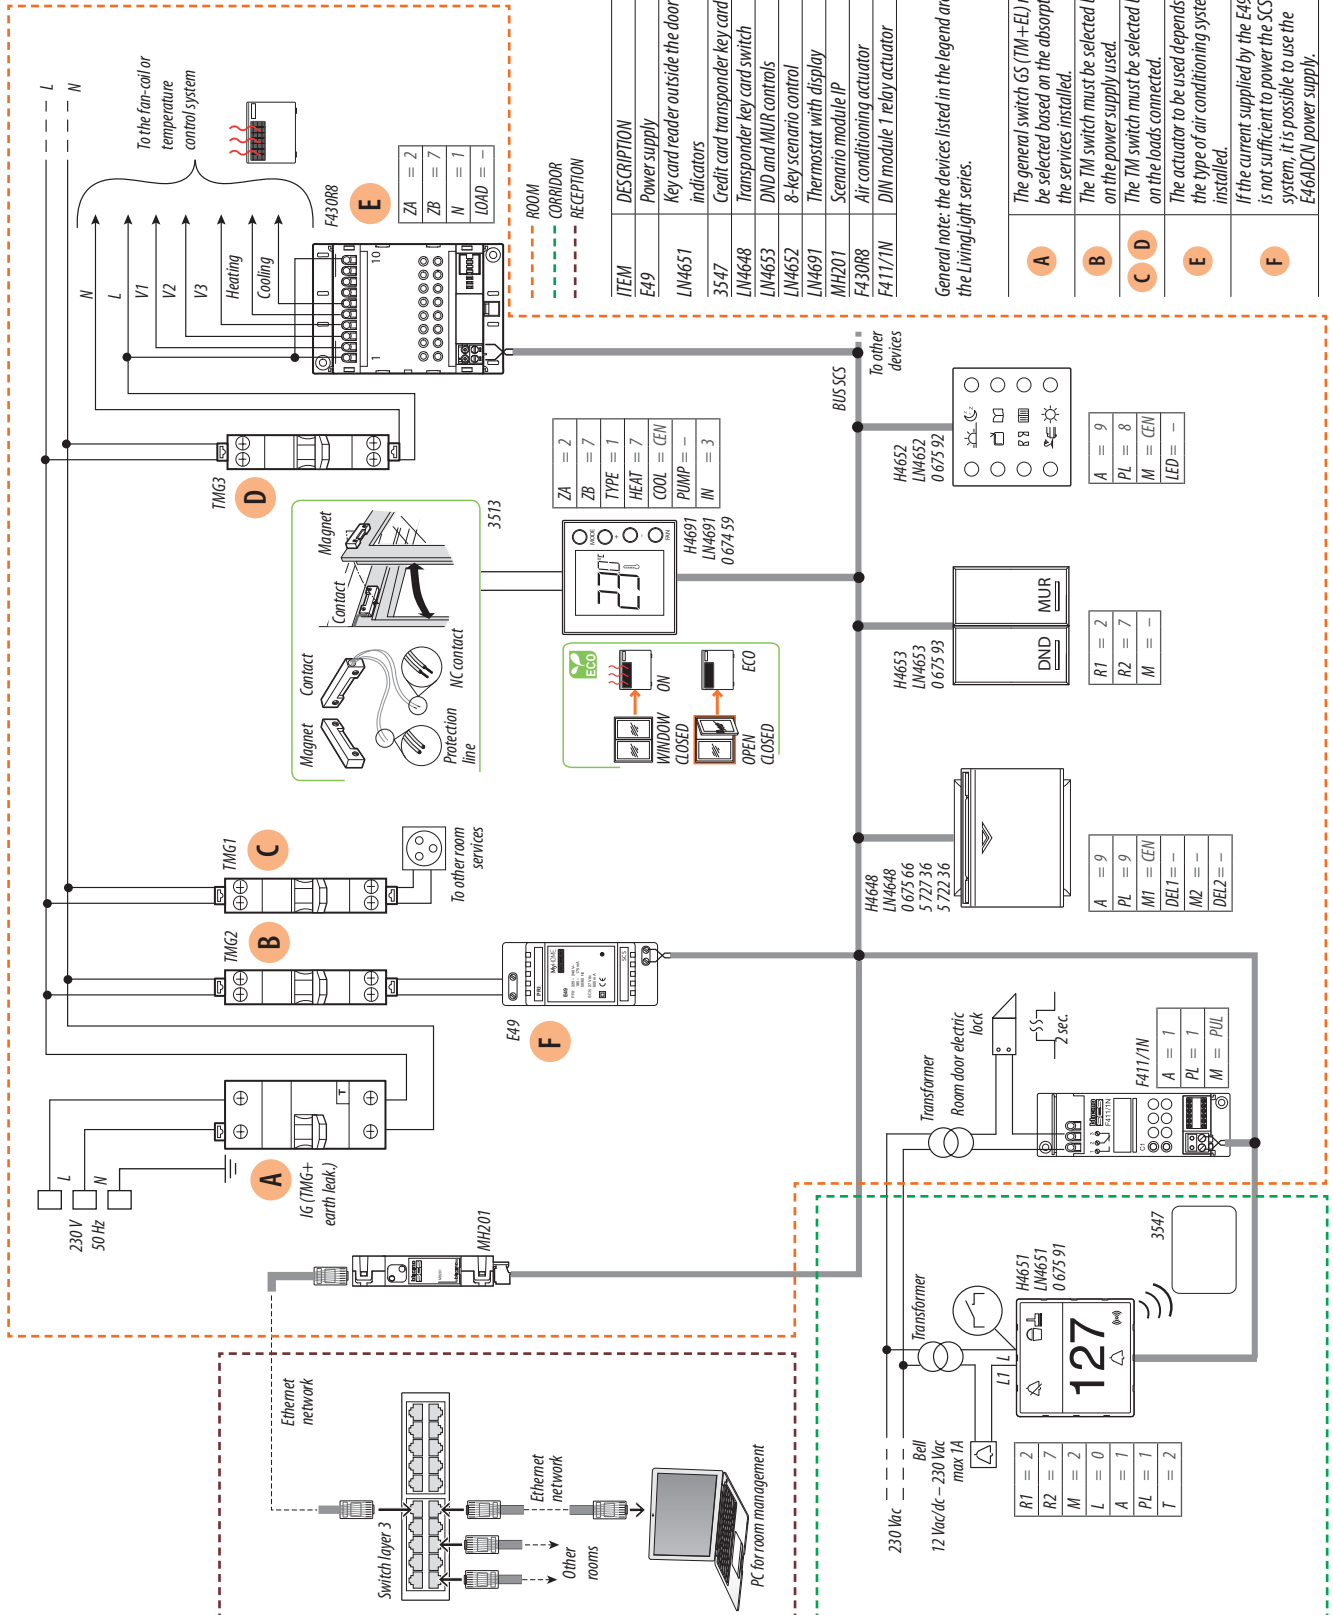 230 V
50 Hz
L
N
IG (TMG+
earth leak.)
A
T
TMG2
B
TMG1
C
To other room
services
E49
F
PRI
MyHOME
E49
SCS
Magnet
Contact
Protection
line
NC contact
Contact
Magnet
3513
TMG3
D
L
N
To the fan-coil or
temperature
control system
N
L
V1
V2
V3
Heating
Cooling
F430R8
E
1
10
ZA = 2
ZB = 7
N = 1
LOAD = –
ECO
WINDOW
CLOSED
ON
OPEN
CLOSED
ECO
23.0°C
MODE
+
-
FAN
H4691
LN4691
0 674 59
ZA = 2
ZB = 7
TYPE = 1
HEAT = 7
COOL = CEN
PUMP = –
IN = 3
BUS SCS
To other
devices
MH201
Ethernet
network
Switch layer 3
Other
rooms
Ethernet
network
PC for room management
H4648
LN4648
0 675 66
5 727 36
5 722 36
A = 9
PL = 9
M1 = CEN
DEL1 = –
M2 = –
DEL2 = –
H4653
LN4653
0 675 93
DND
MUR
R1 = 2
R2 = 7
M = –
H4652
LN4652
0 675 92
A = 9
PL = 8
M = CEN
LED = –
230 Vac
Bell
12 Vac/dc – 230 Vac
max 1A
Transformer
L1
L
127
H4651
LN4651
0 675 91
3547
R1 = 2
R2 = 7
M = 2
L = 0
A = 1
PL = 1
T = 2
Transformer
Room door electric
lock
2 sec.
F411/1N
F411/1N
C1
A = 1
PL = 1
M = PUL
ROOM
CORRIDOR
RECEPTION
ITEM DESCRIPTION
E49 Power supply
LN4651 Key card reader outside the door
indicators
3547 Credit card transponder key card
LN4648 Transponder key card switch
LN4653 DND and MUR controls
LN4652 8-key scenario control
LN4691 Thermostat with display
MH201 Scenario module IP
F430R8 Air conditioning actuator
F411/1N DIN module 1 relay actuator
General note: the devices listed in the legend are
the LivingLight series.
A The general switch GS (TM+EL)
be selected based on the absorpt
the services installed.
B The TM switch must be selected
on the power supply used.
C D The TM switch must be selected
on the loads connected.
E The actuator to be used depends
the type of air conditioning syste
installed.
F If the current supplied by the E49
is not sufficient to power the SCS
system, it is possible to use the
E46ADCN power supply.